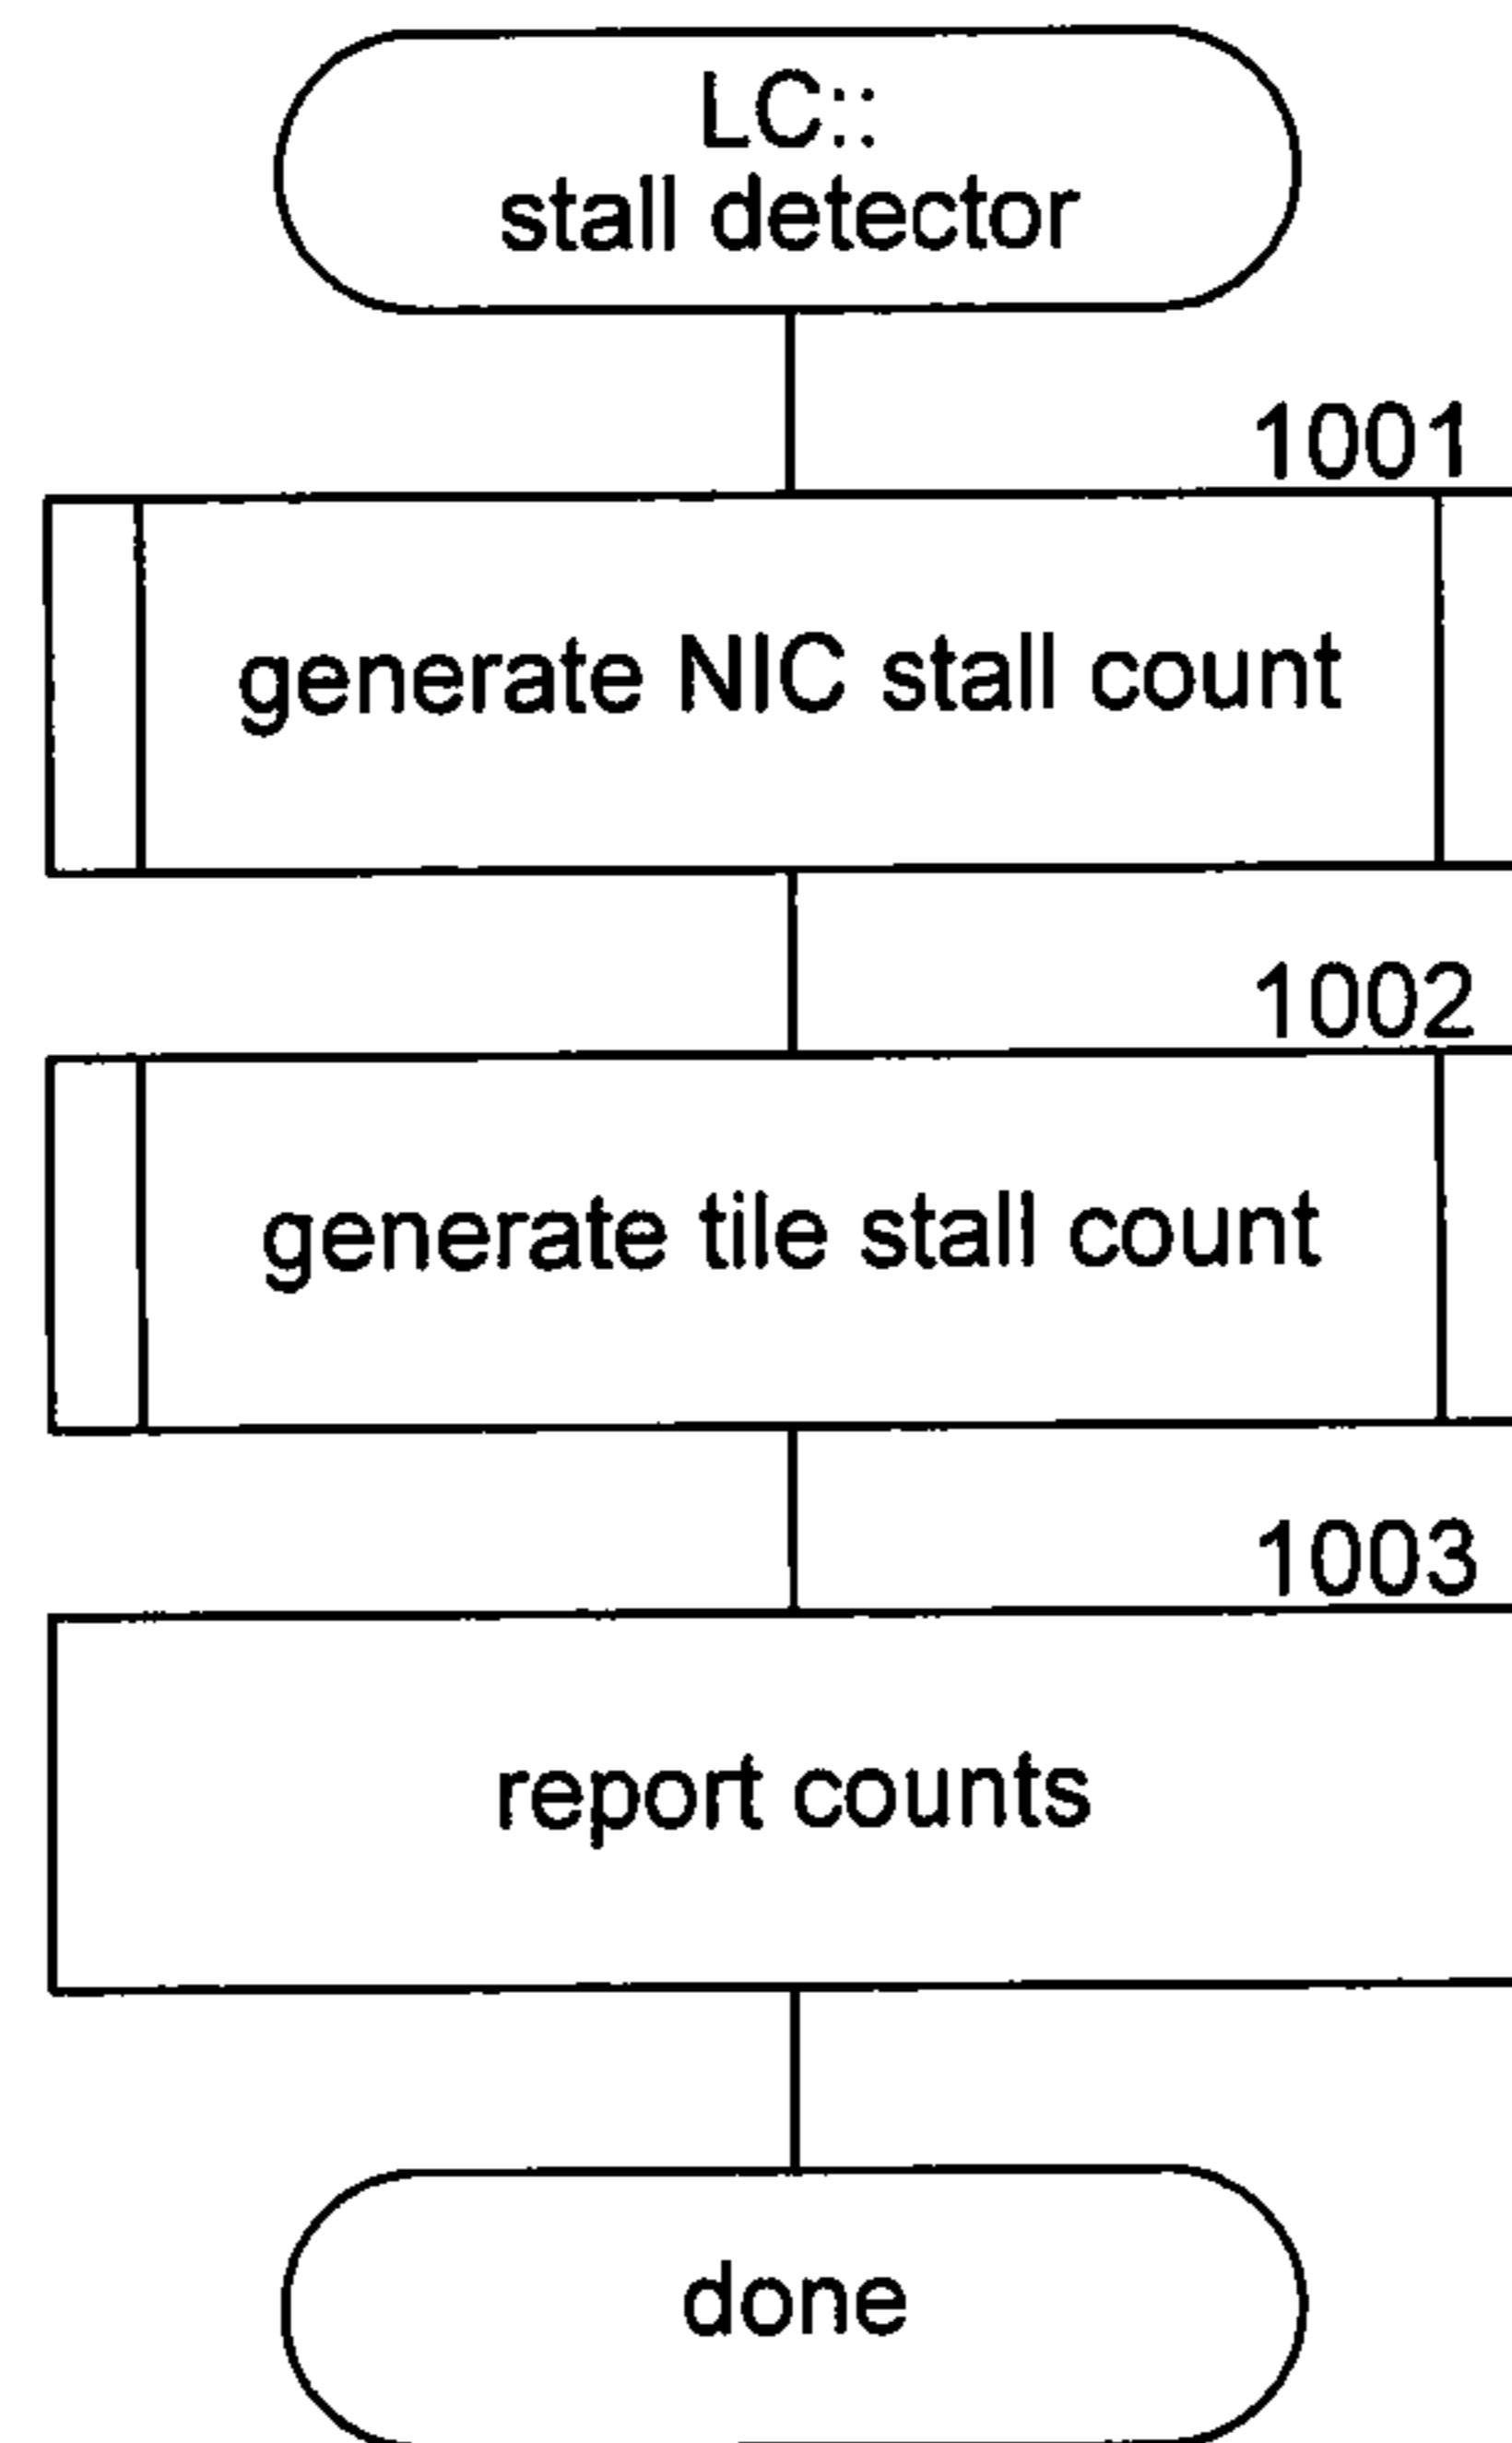 LC::
stall detector
1001
generate NIC stall count
1002
generate tile stall count
1003
report counts
done